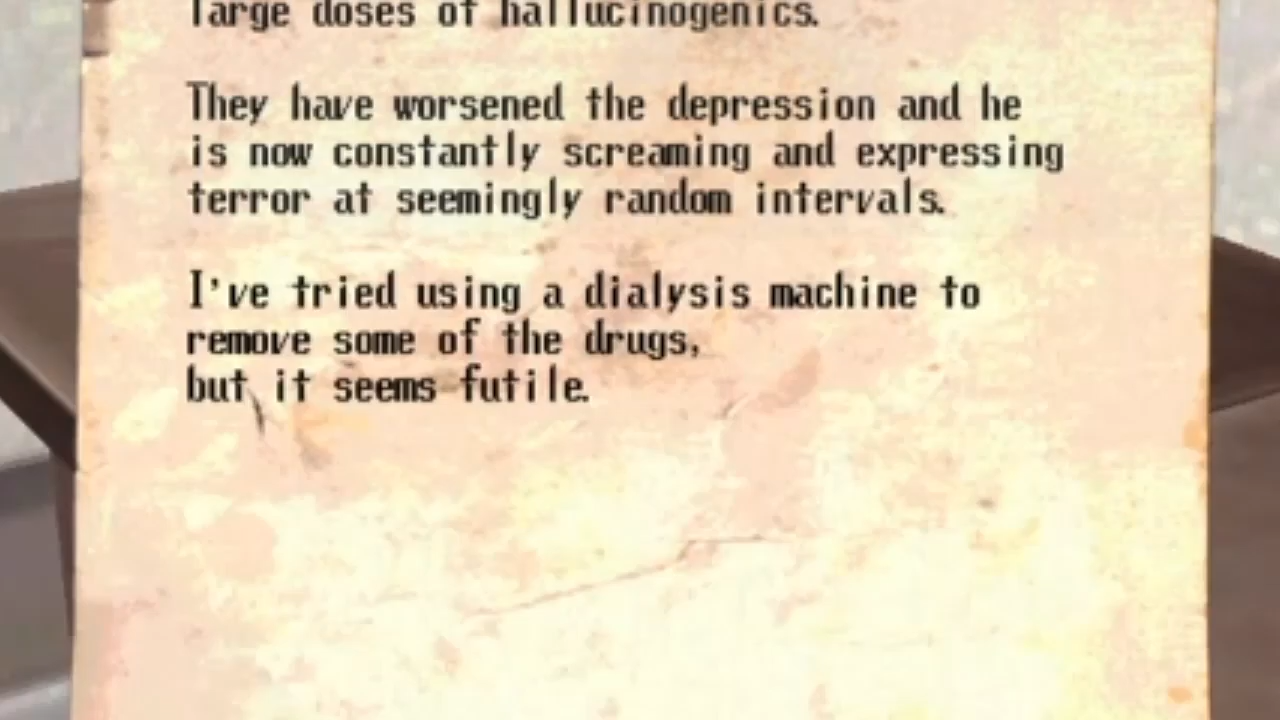 large doses of hallucinogenics.
They have worsened the depression and he
is now constantly screaming and expressing
terror at seemingly random intervals.
I've tried using a dialysis machine to
remove some of the drugs,
but it seems futile.